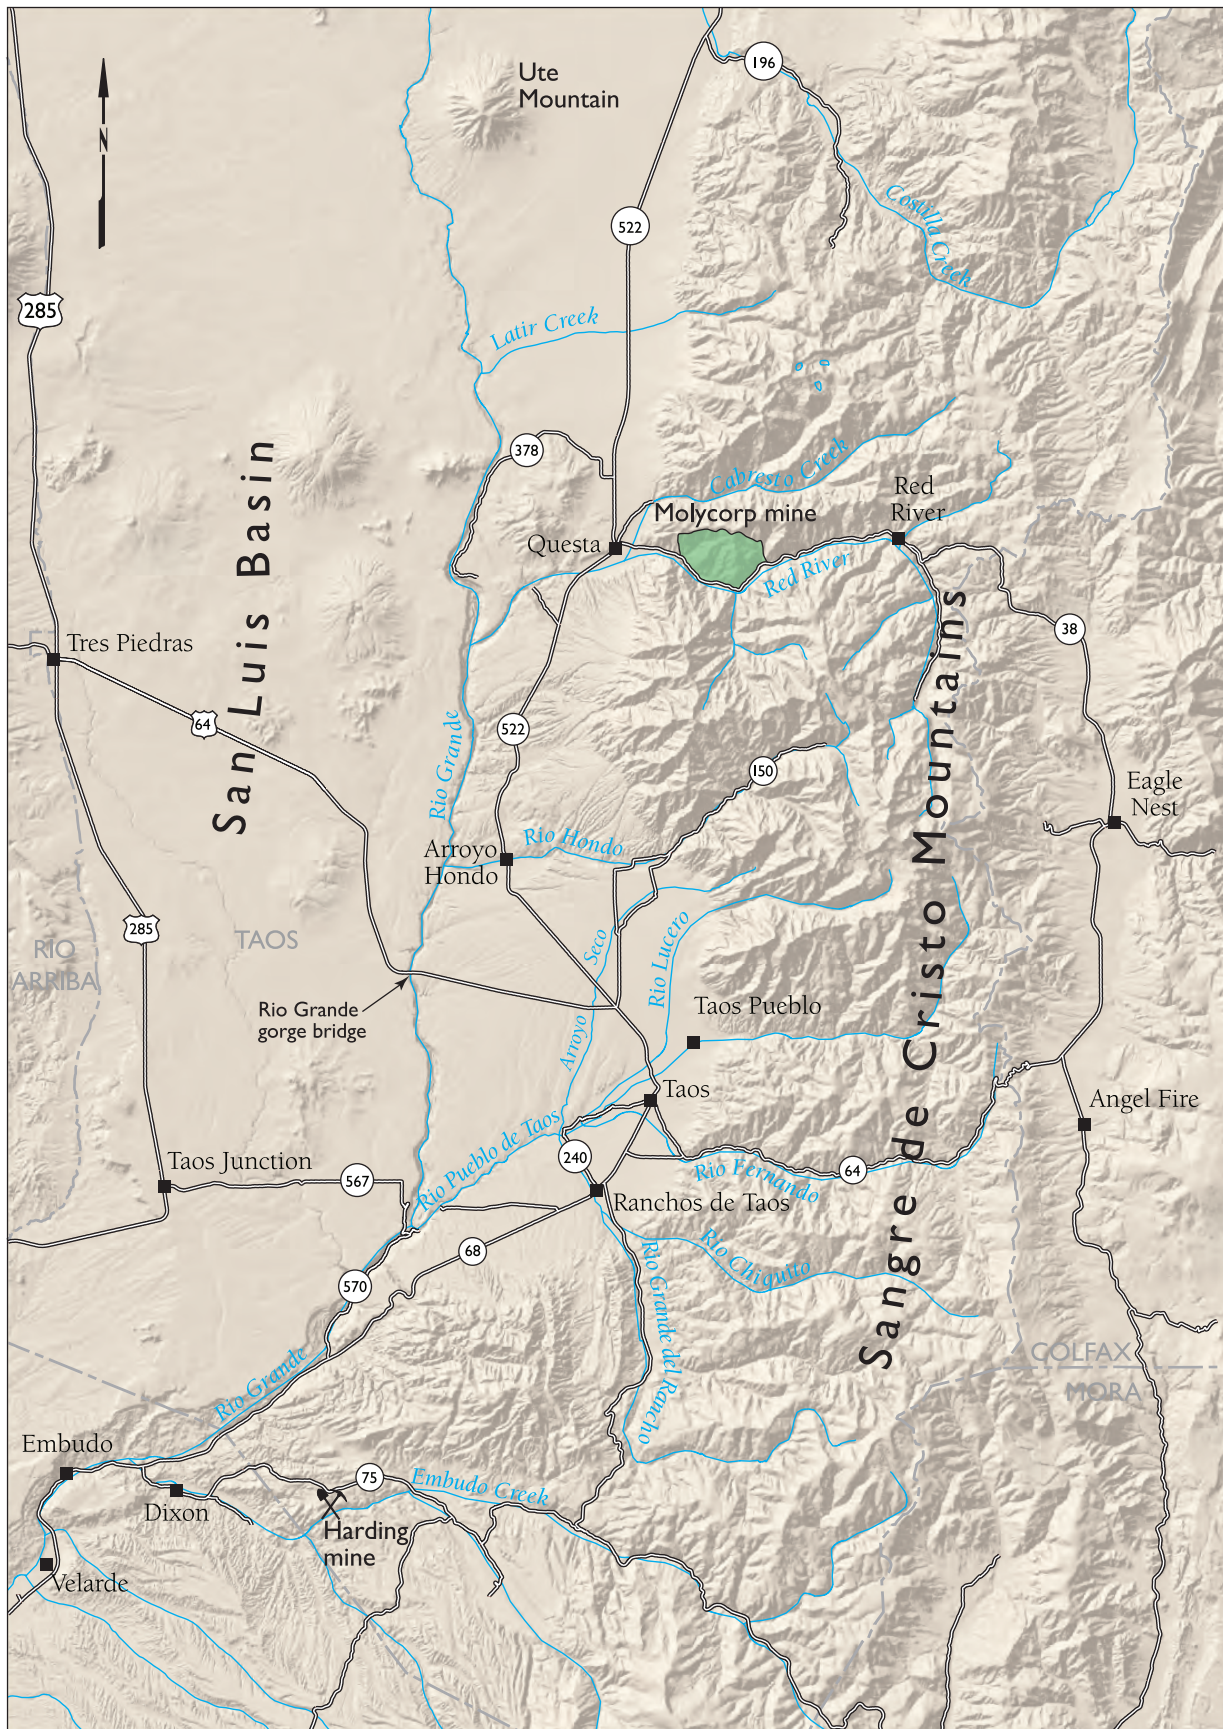 196
Ute
Mountain
N
Costilla Creek
522
285
Latir Creek
378
Cabresto Creek
Red
River
Molycorp mine
Questa
Red River
38
Tres Piedras
San Luis Basin
64
522
Rio Grande
150
Eagle
Nest
Rio Hondo
Arroyo
Hondo
Sangre de Cristo Mountains
285
RIO
ARRIBA
TAOS
Arroyo Seco
Rio Lucero
Rio Grande
gorge bridge
Taos Pueblo
Taos
Angel Fire
Rio Pueblo de Taos
240
Taos Junction
567
Rio Fernando
64
Ranchos de Taos
68
Rio Chiquito
570
Rio Grande del Rancho
Rio Grande
COLFAX
MORA
Embudo
75
Embudo Creek
Dixon
Harding
mine
Velarde